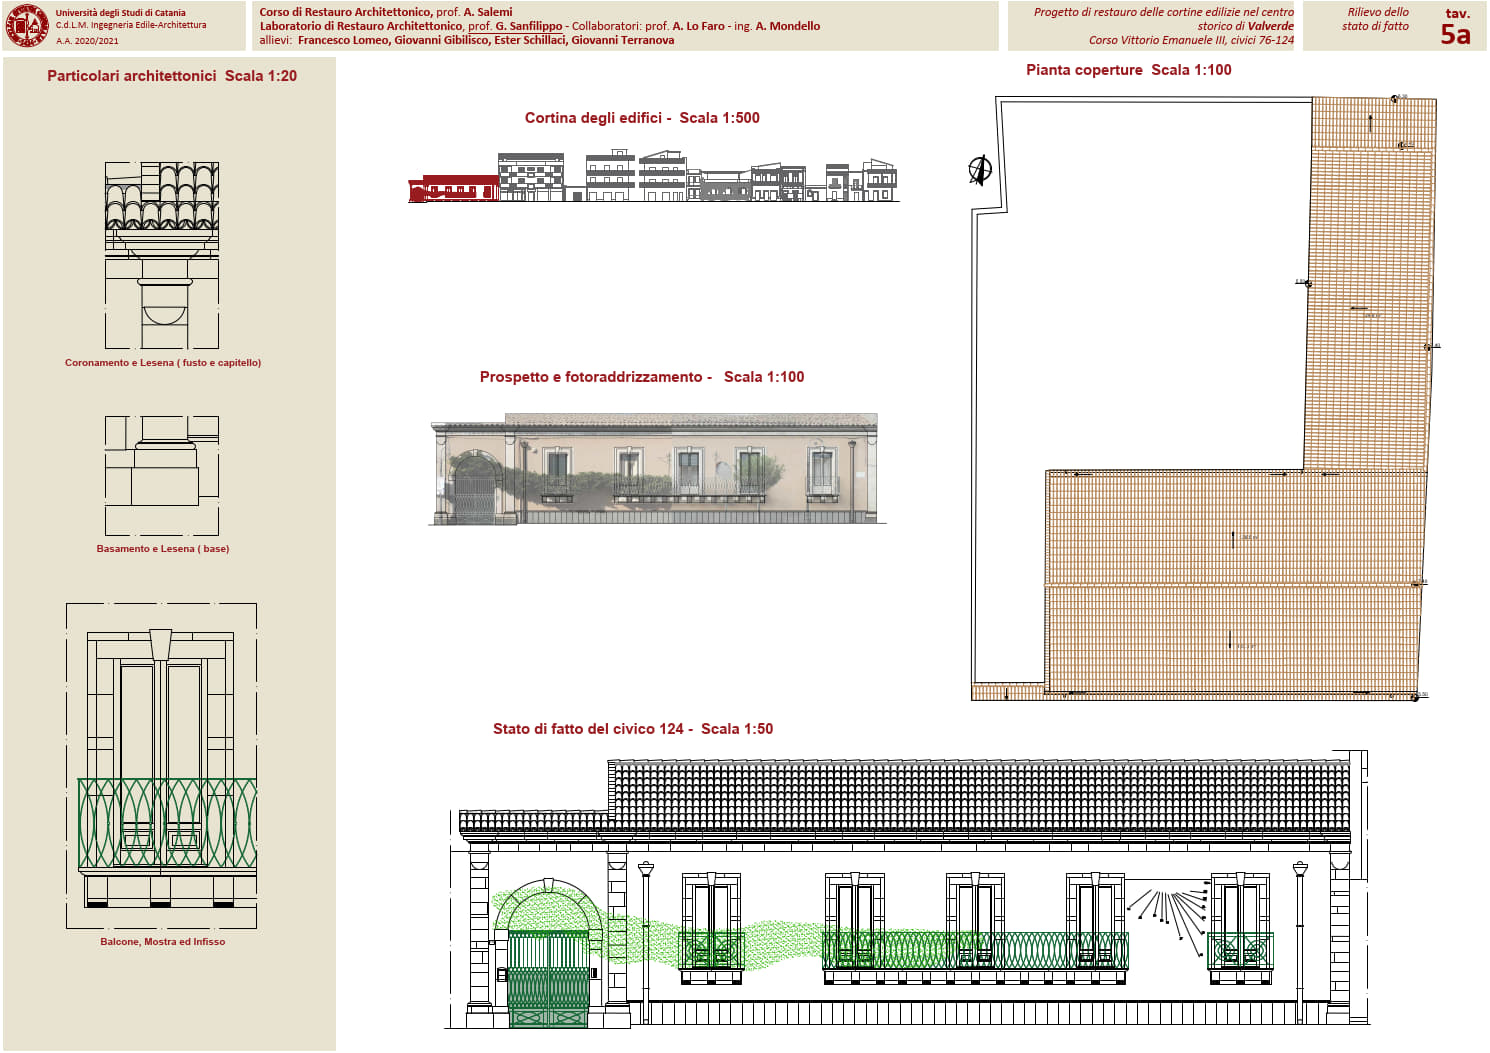 Università degli Studi di Catania
C.d.L.M. Ingegneria Edile-Architettura
A.A. 2020/2021
Corso di Restauro Architettonico, prof. A. Salemi
Laboratorio di Restauro Architettonico, prof. G. Sanfilippo - Collaboratori: prof. A. Lo Faro - ing. A. Mondello
allievi: Francesco Lomeo, Giovanni Gibilisco, Ester Schillaci, Giovanni Terranova
Progetto di restauro delle cortine edilizie nel centro
storico di Valverde
Corso Vittorio Emanuele III, civici 76-124
Rilievo dello
stato di fatto
tav.
5a
Particolari architettonici Scala 1:20
Coronamento e Lesena ( fusto e capitello)
Basamento e Lesena ( base)
Balcone, Mostra ed Infisso
Cortina degli edifici - Scala 1:500
Prospetto e fotoraddrizzamento - Scala 1:100
Pianta coperture Scala 1:100
Stato di fatto del civico 124 - Scala 1:50